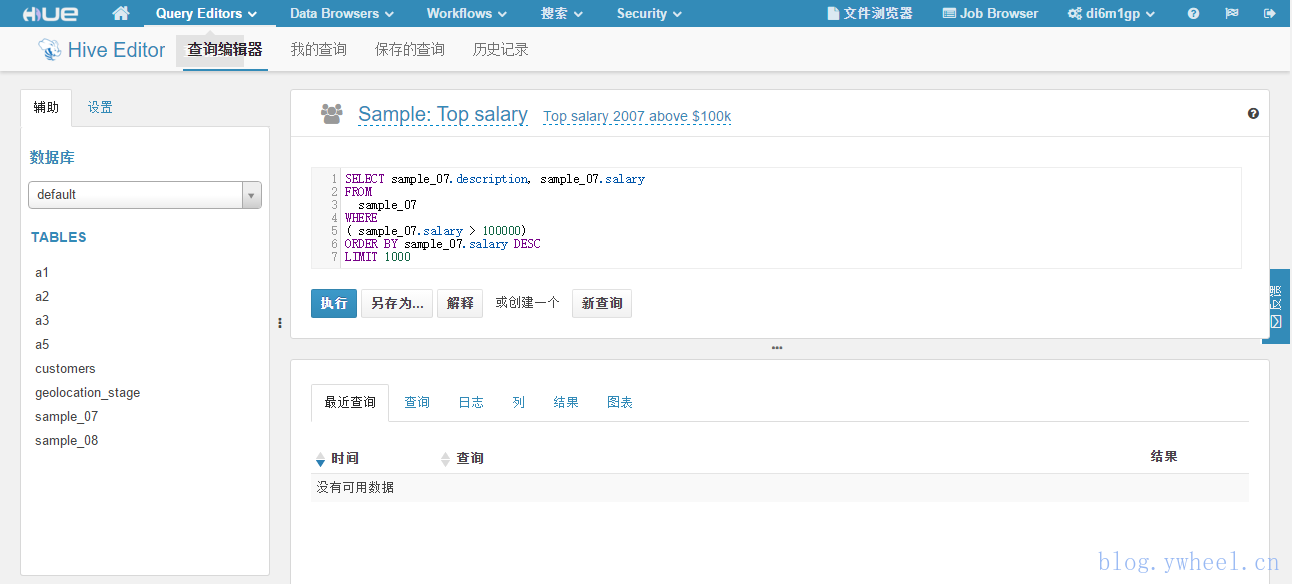 HUE Query Editors Data Browsers Workflows 搜索 Security 文件浏览器 Job Browser di6m1gp
Hive Editor 查询编辑器 我的查询 保存的查询 历史记录
辅助 设置
数据库
default
TABLES
a1
a2
a3
a5
customers
geolocation_stage
sample_07
sample_08
Sample: Top salary Top salary 2007 above $100k
1 SELECT sample_07.description, sample_07.salary
2 FROM
3 sample_07
4 WHERE
5 ( sample_07.salary > 100000)
6 ORDER BY sample_07.salary DESC
7 LIMIT 1000
执行 另存为... 解释 或创建一个 新查询
最近查询 查询 日志 列 结果 图表
时间 查询 结果
没有可用数据
blog.ywheel.cn